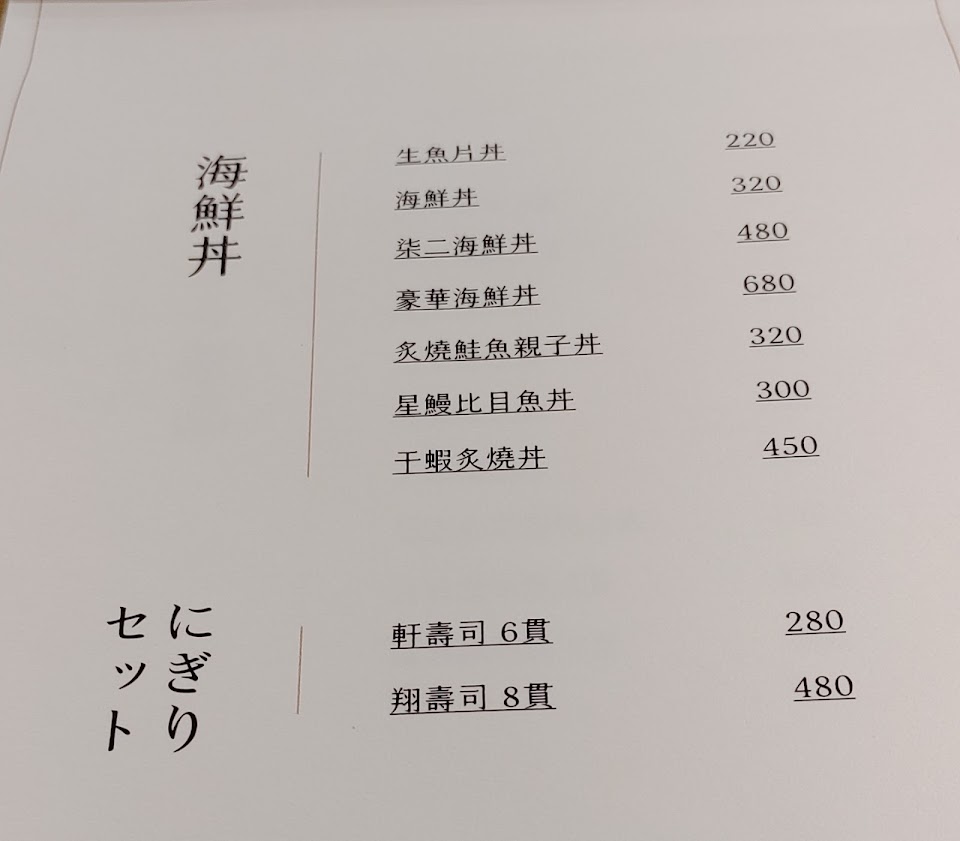 海鮮丼
生魚片丼 220
海鮮丼 320
柒二海鮮丼 480
豪華海鮮丼 680
炙燒鮭魚親子丼 320
星鰻比目魚丼 300
干蝦炙燒丼 450
にぎり
セット
軒壽司 6貫 280
翔壽司 8貫 480